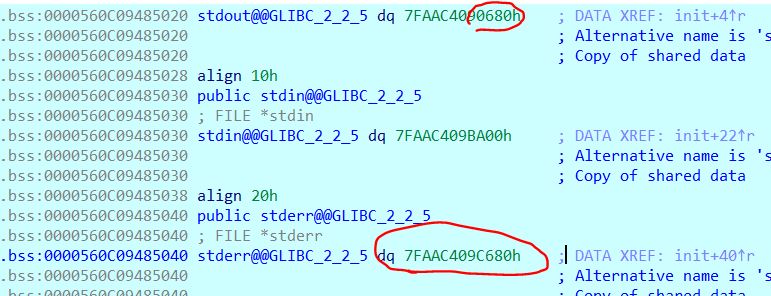 .bss:0000560C09485020 stdout@@GLIBC_2_2_5 dq 7FAAC4090680h ; DATA XREF: init+4↑r
.bss:0000560C09485020 ; Alternative name is 's
.bss:0000560C09485020 ; Copy of shared data
.bss:0000560C09485028 align 10h
.bss:0000560C09485030 public stdin@@GLIBC_2_2_5
.bss:0000560C09485030 ; FILE *stdin
.bss:0000560C09485030 stdin@@GLIBC_2_2_5 dq 7FAAC409BA00h ; DATA XREF: init+22↑r
.bss:0000560C09485030 ; Alternative name is 's
.bss:0000560C09485030 ; Copy of shared data
.bss:0000560C09485038 align 20h
.bss:0000560C09485040 public stderr@@GLIBC_2_2_5
.bss:0000560C09485040 ; FILE *stderr
.bss:0000560C09485040 stderr@@GLIBC_2_2_5 dq 7FAAC409C680h ; DATA XREF: init+40↑r
.bss:0000560C09485040 ; Alternative name is 's
.bss:0000560C09485040 ; Copy of shared data